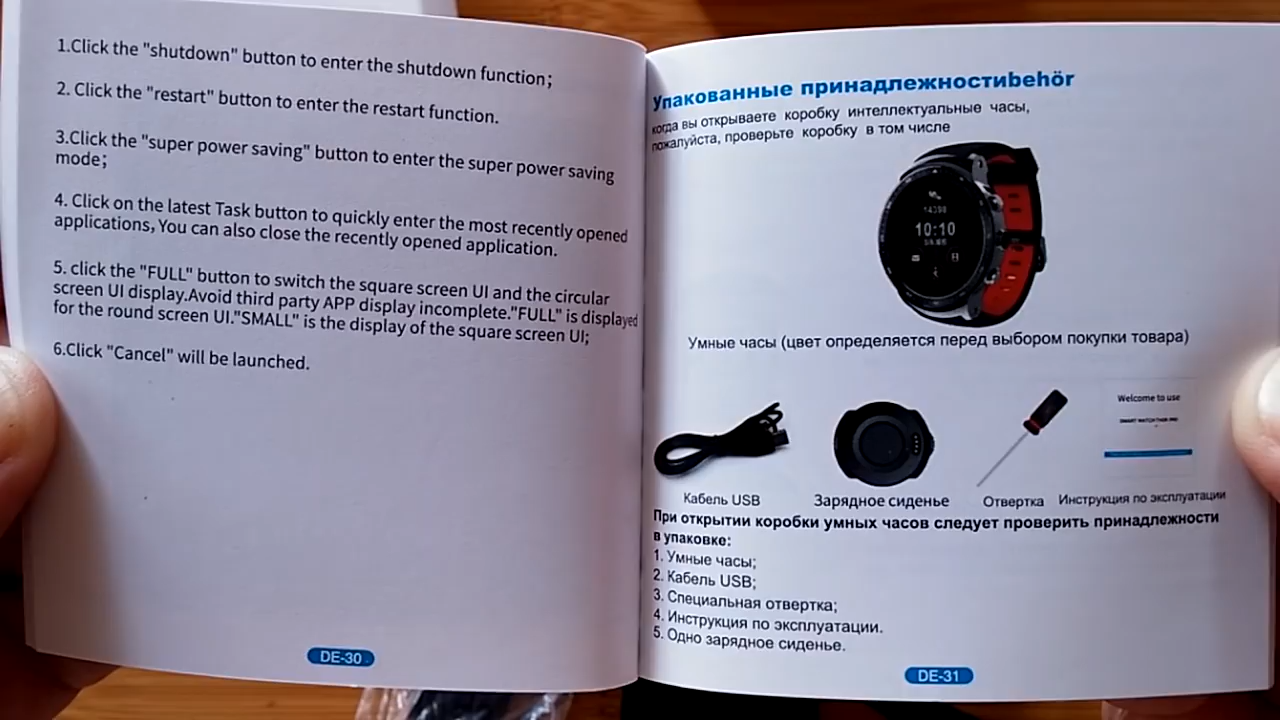 1.Click the "shutdown" button to enter the shutdown function;
2. Click the "restart" button to enter the restart function.
3.Click the "super power saving" button to enter the super power saving
mode;
4. Click on the latest Task button to quickly enter the most recently opened
applications, You can also close the recently opened application.
5. click the "FULL" button to switch the square screen UI and the circular
screen UI display.Avoid third party APP display incomplete."FULL" is displayed
for the round screen UI."SMALL" is the display of the square screen UI;
6.Click "Cancel" will be launched.
DE-30
Упакованные принадлежностиbehör
когда вы открываете коробку интеллектуальные часы,
пожалуйста, проверьте коробку в том числе
14398
10:10
Умные часы (цвет определяется перед выбором покупки товара)
Welcome to use
Кабель USB
Зарядное сиденье
Отвертка
Инструкция по эксплуатации
При открытии коробки умных часов следует проверить принадлежности
в упаковке:
1. Умные часы;
2. Кабель USB;
3. Специальная отвертка;
4. Инструкция по эксплуатации.
5. Одно зарядное сиденье.
DE-31